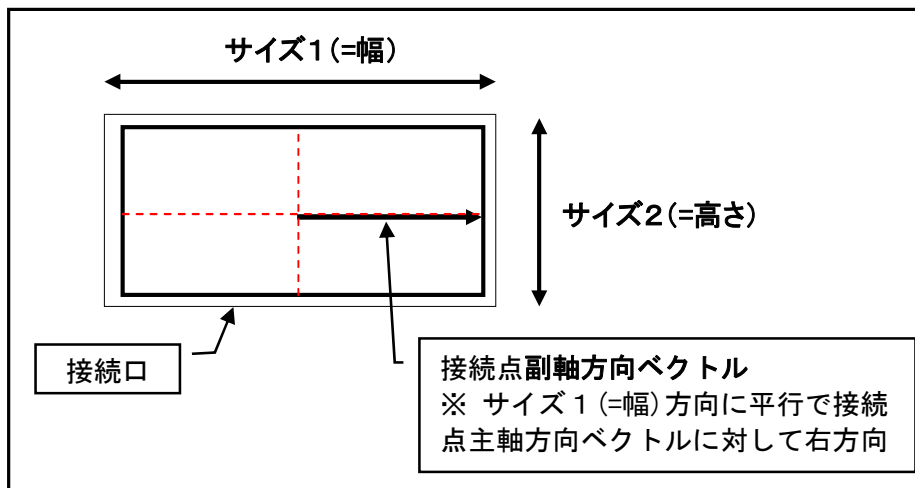 サイズ1(=幅)
サイズ2(=高さ)
接続口
接続点副軸方向ベクトル
※ サイズ１(=幅)方向に平行で接続
点主軸方向ベクトルに対して右方向